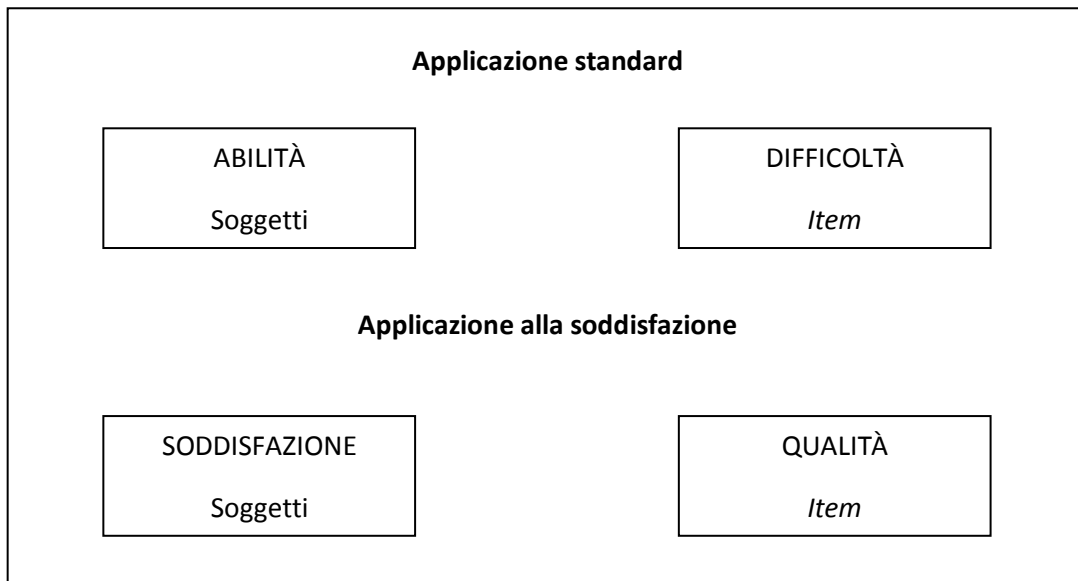 Applicazione standard
ABILITÀ
Soggetti
DIFFICOLTÀ
Item
Applicazione alla soddisfazione
SODDISFAZIONE
Soggetti
QUALITÀ
Item